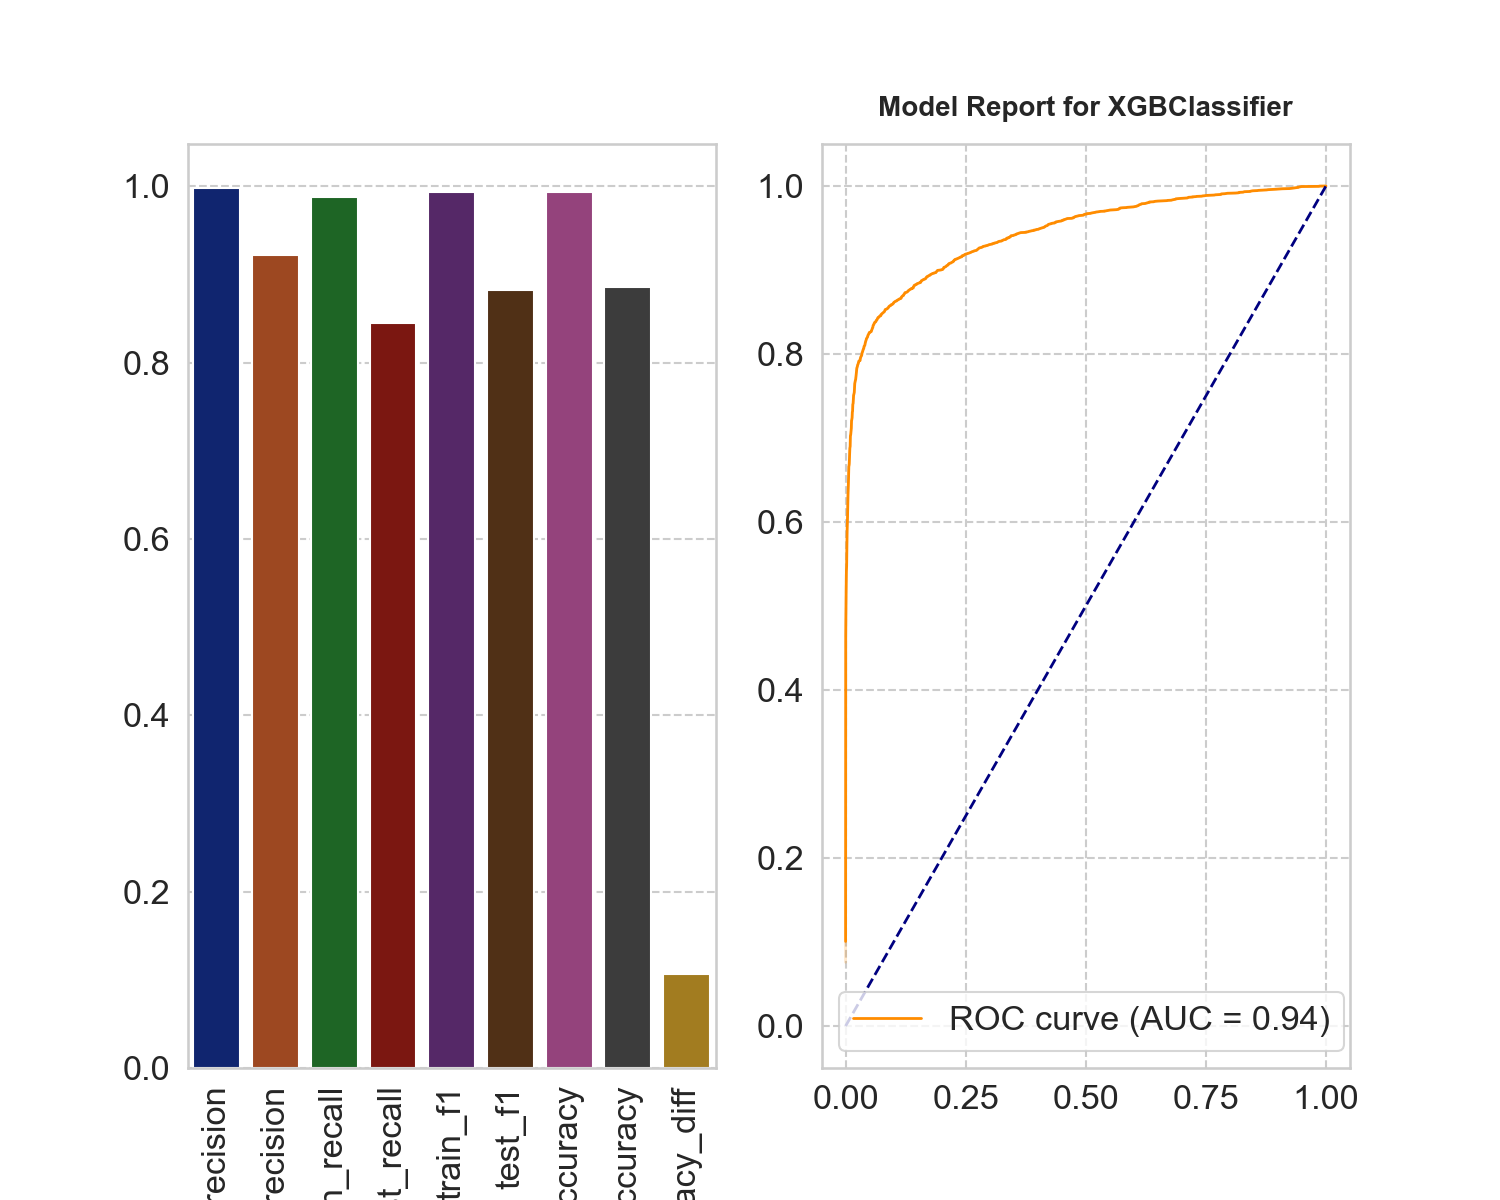 Model Report for XGBClassifier
1.0
0.8
0.6
0.4
0.2
0.0
recision
recision
n_recall
t_recall
train_f1
test_f1
ccuracy
ccuracy
acy_diff
1.0
0.8
0.6
0.4
0.2
0.0
ROC curve (AUC = 0.94)
0.00 0.25 0.50 0.75 1.00